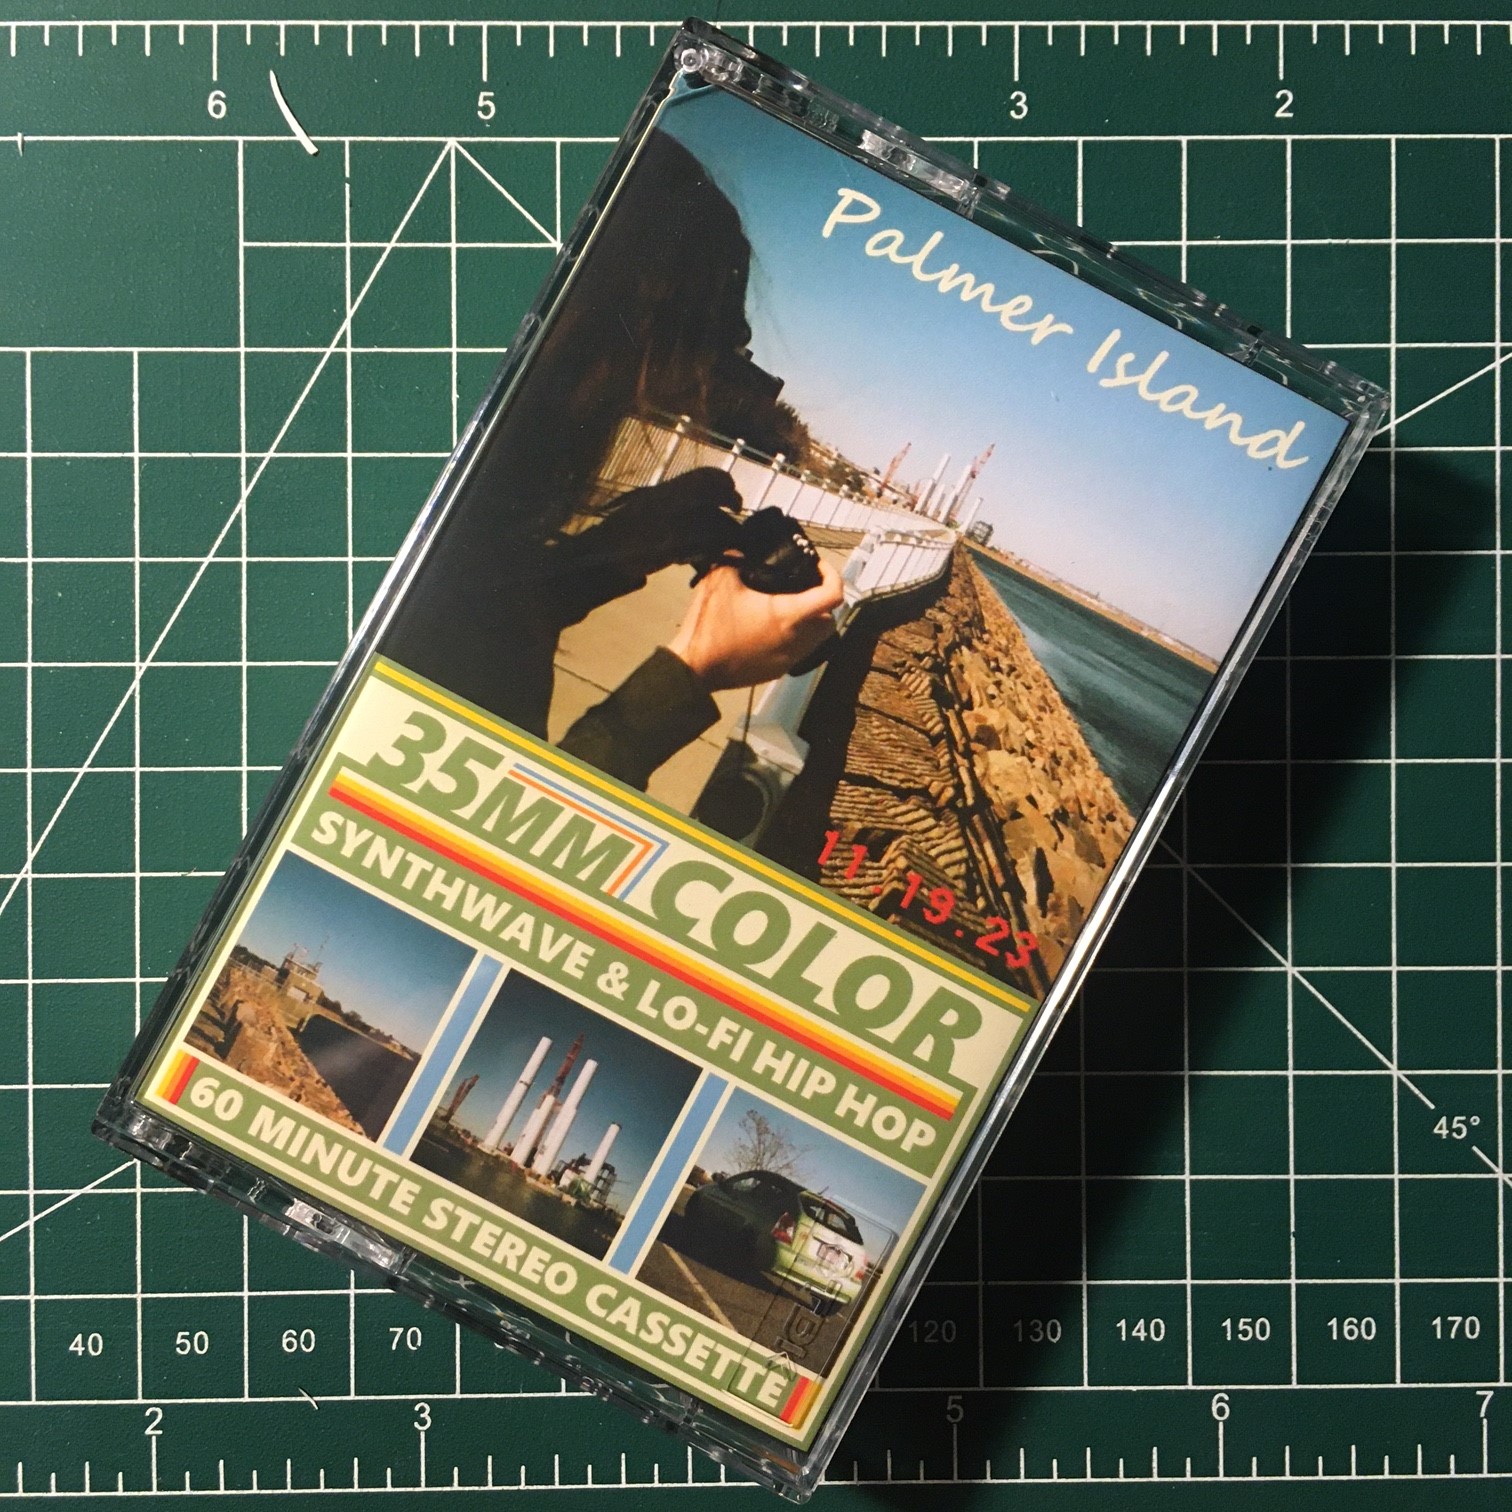 6 5 3 2
Palmer Island
11.19.23
35MM COLOR
SYNTHWAVE & LO-FI HIP HOP
60 MINUTE STEREO CASSETTE
45°
40 50 60 70 120 130 140 150 160 170
2 3 5 6 7